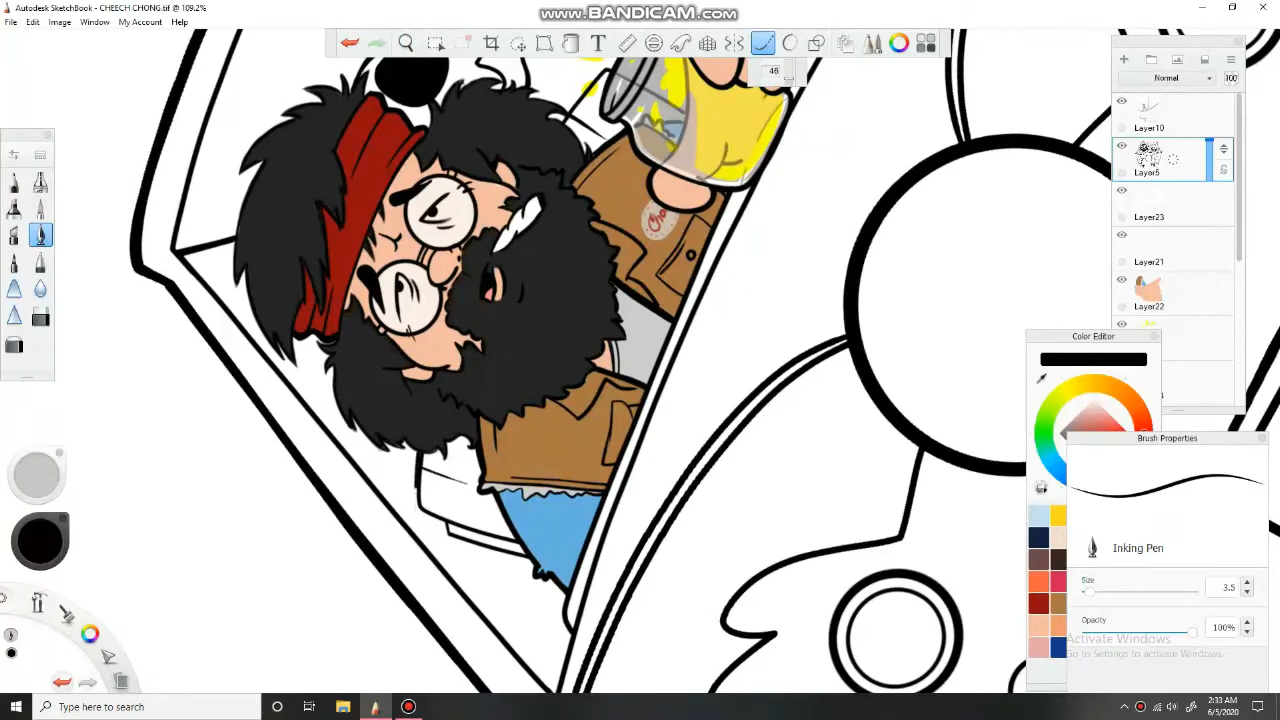 Autodesk SketchBook - CHEECH CHONG.tif @ 109.2%
www.BANDICAM.com
File Edit View Image Window My Account Help
T
46
Normal
100
Layer10
Layer5
Layer23
Layer21
Layer22
Cho
Color Editor
Brush Properties
Inking Pen
Size
3.5
Opacity
100%
Activate Windows
Go to Settings to activate Windows.
Type here to search
2:33 AM
6/5/2020